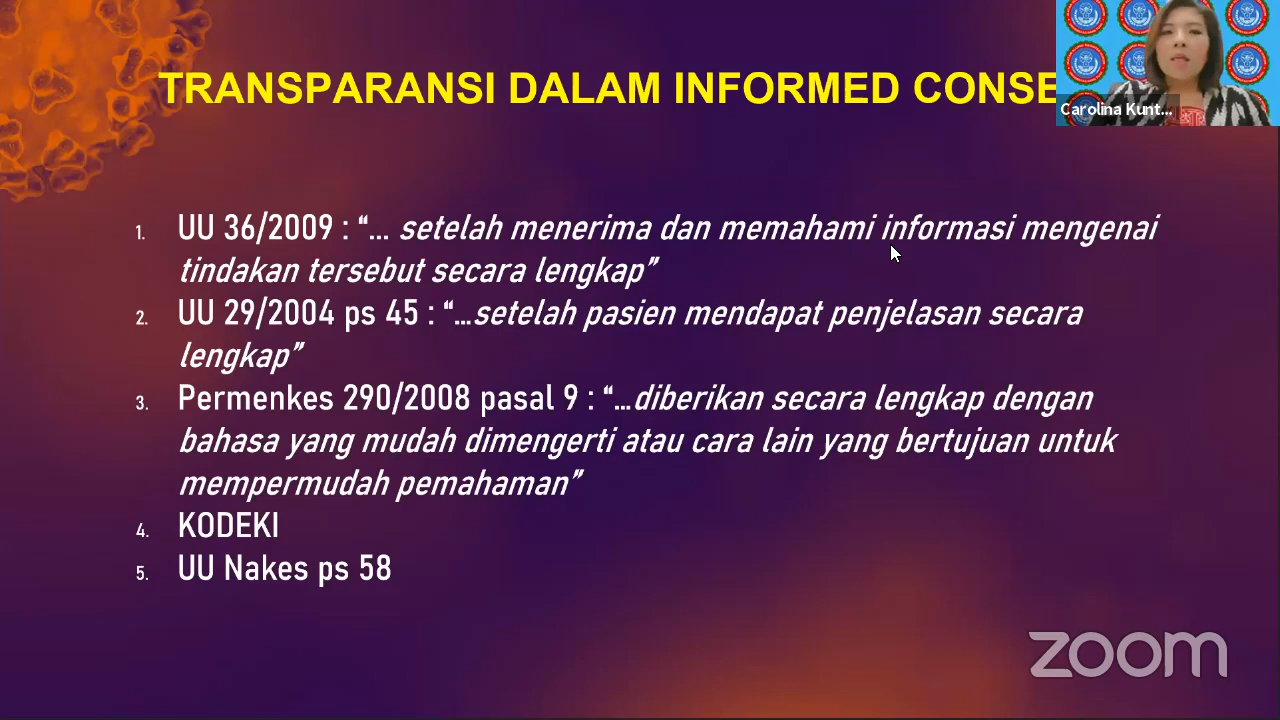 TRANSPARANSI DALAM INFORMED CONSE
Carolina Kunt...
1. UU 36/2009 : “... setelah menerima dan memahami informasi mengenai
tindakan tersebut secara lengkap”
2. UU 29/2004 ps 45 : “...setelah pasien mendapat penjelasan secara
lengkap”
3. Permenkes 290/2008 pasal 9 : “...diberikan secara lengkap dengan
bahasa yang mudah dimengerti atau cara lain yang bertujuan untuk
mempermudah pemahaman”
4. KODEKI
5. UU Nakes ps 58
zoom